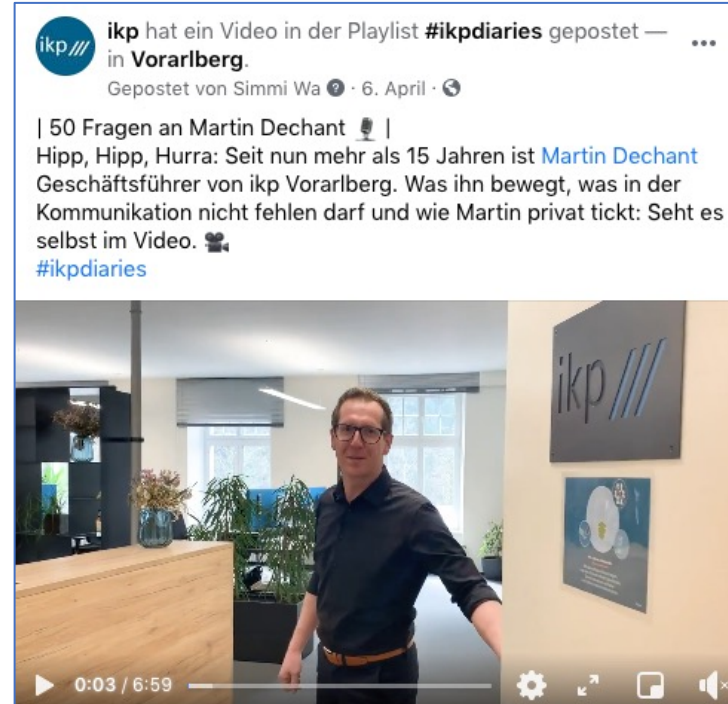 ikp ///
ikp hat ein Video in der Playlist #ikpdiaries gepostet —
in Vorarlberg.
Gepostet von Simmi Wa · 6. April ·
| 50 Fragen an Martin Dechant 🎙 |
Hipp, Hipp, Hurra: Seit nun mehr als 15 Jahren ist Martin Dechant
Geschäftsführer von ikp Vorarlberg. Was ihn bewegt, was in der
Kommunikation nicht fehlen darf und wie Martin privat tickt: Seht es
selbst im Video. 🎥
#ikpdiaries
ikp ///
0:03 / 6:59